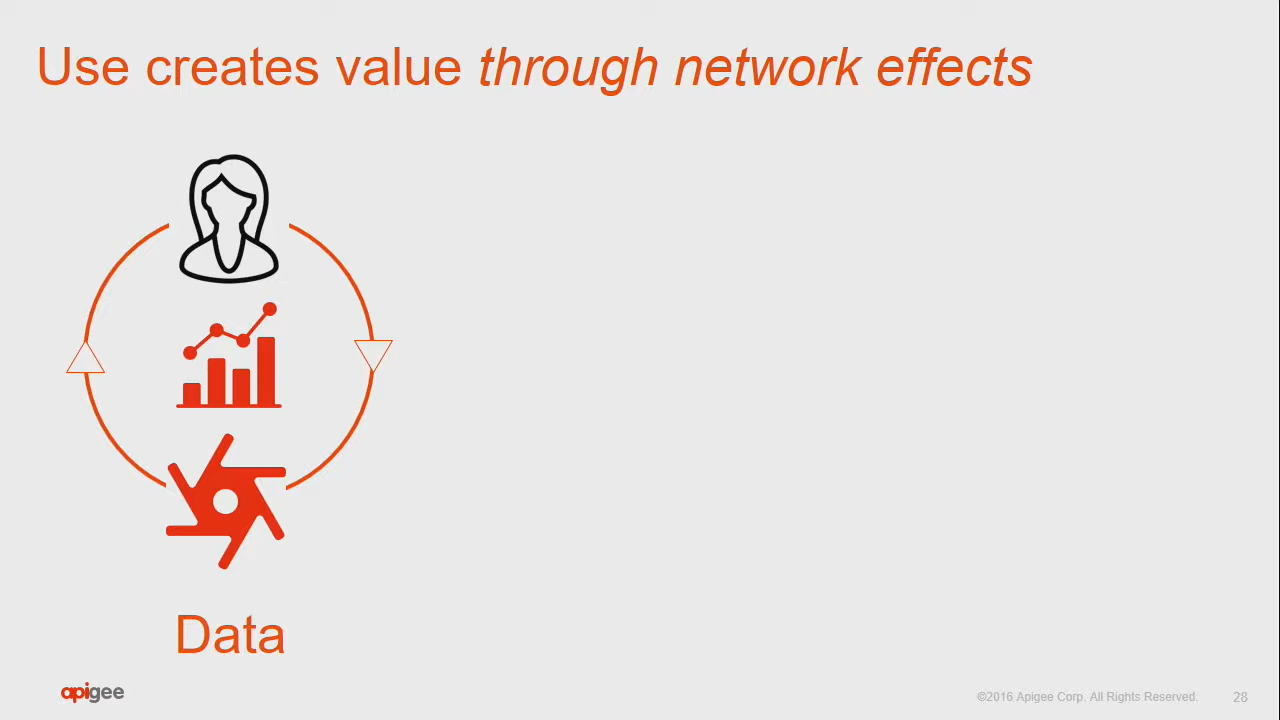 Use creates value through network effects
Data
apigee
©2016 Apigee Corp. All Rights Reserved.
28